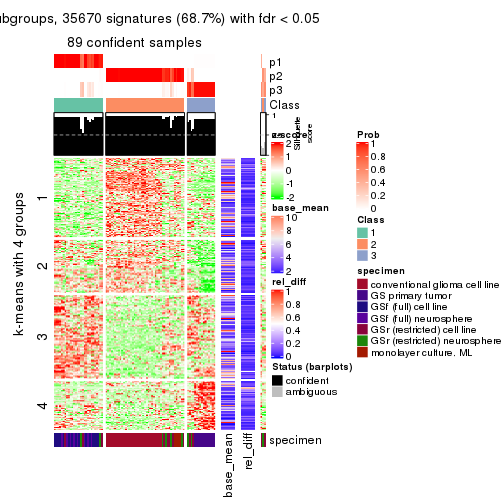 ubgroups, 35670 signatures (68.7%) with fdr < 0.05
89 confident samples
p1
p2
p3
Class
1
Silhouette
score
k-means with 4 groups
1
2
3
4
specimen
base_mean
rel_diff
z-score
2
1
0
-1
-2
base_mean
10
8
6
4
2
rel_diff
1
0.8
0.6
0.4
0.2
0
Status (barplots)
confident
ambiguous
Prob
1
0.8
0.6
0.4
0.2
0
Class
1
2
3
specimen
conventional glioma cell line
GS primary tumor
GSf (full) cell line
GSf (full) neurosphere
GSr (restricted) cell line
GSr (restricted) neurosphere
monolayer culture. ML